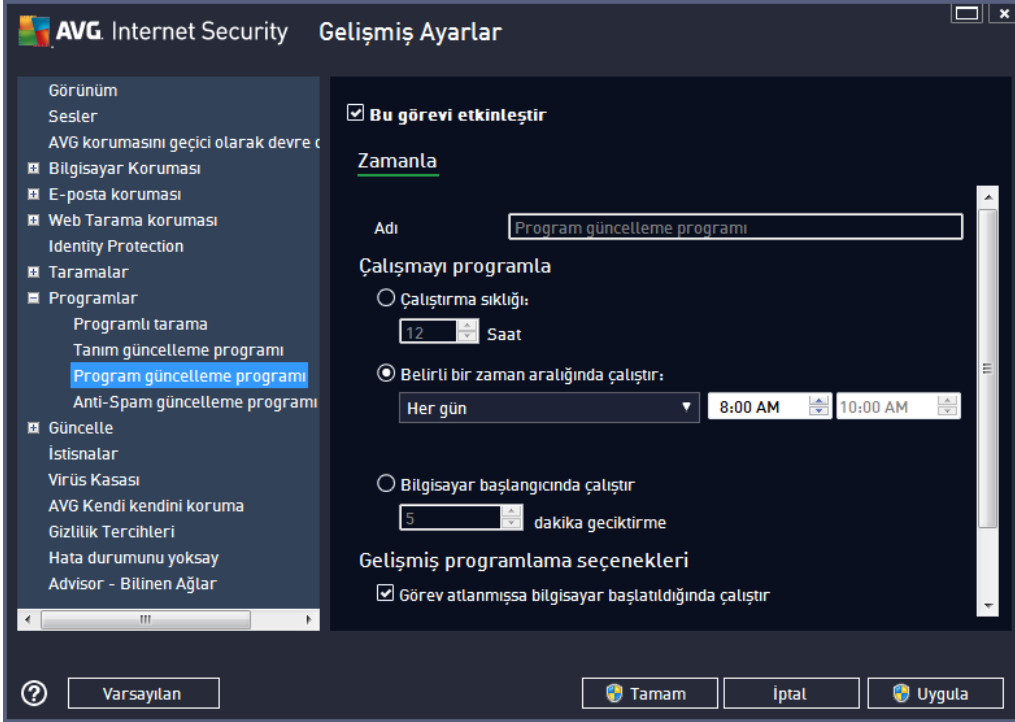 AVG Internet Security Gelişmiş Ayarlar
Görünüm
Sesler
AVG korumasını geçici olarak devre d
Bilgisayar Koruması
E-posta koruması
Web Tarama koruması
Identity Protection
Taramalar
Programlar
Programlı tarama
Tanım güncelleme programı
Program güncelleme programı
Anti-Spam güncelleme programı
Güncelle
İstisnalar
Virüs Kasası
AVG Kendi kendini koruma
Gizlilik Tercihleri
Hata durumunu yoksay
Advisor - Bilinen Ağlar
Bu görevi etkinleştir
Zamanla
Adı Program güncelleme programı
Çalışmayı programla
Çalıştırma sıklığı:
12 Saat
Belirli bir zaman aralığında çalıştır:
Her gün 8:00 AM 10:00 AM
Bilgisayar başlangıcında çalıştır
5 dakika geciktirme
Gelişmiş programlama seçenekleri
Görev atlanmışsa bilgisayar başlatıldığında çalıştır
? Varsayılan Tamam İptal Uygula